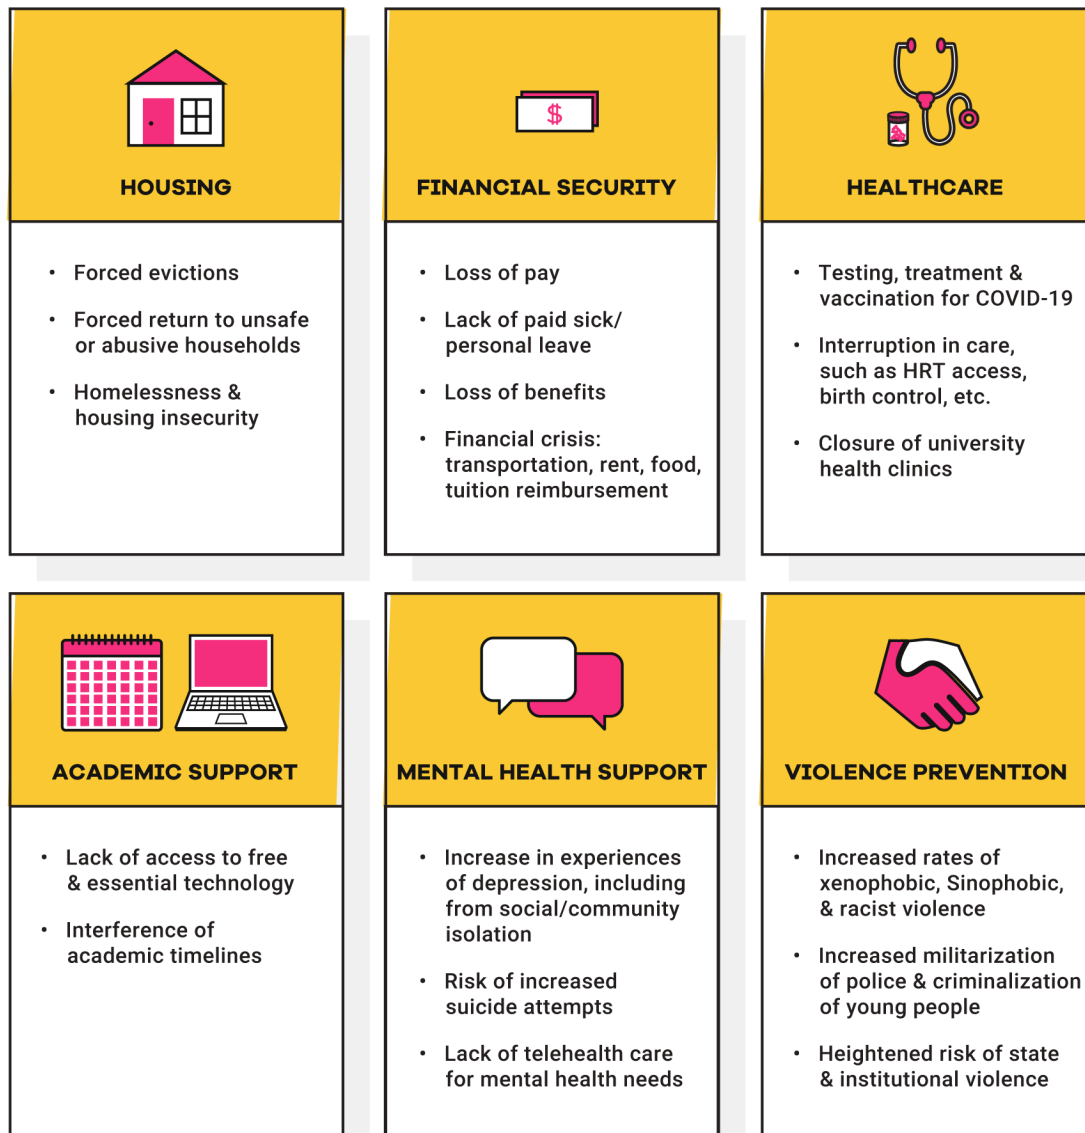 HOUSING
• Forced evictions
• Forced return to unsafe
or abusive households
• Homelessness &
housing insecurity
FINANCIAL SECURITY
$
• Loss of pay
• Lack of paid sick/
personal leave
• Loss of benefits
• Financial crisis:
transportation, rent, food,
tuition reimbursement
HEALTHCARE
• Testing, treatment &
vaccination for COVID-19
• Interruption in care,
such as HRT access,
birth control, etc.
• Closure of university
health clinics
ACADEMIC SUPPORT
• Lack of access to free
& essential technology
• Interference of
academic timelines
MENTAL HEALTH SUPPORT
• Increase in experiences
of depression, including
from social/community
isolation
• Risk of increased
suicide attempts
• Lack of telehealth care
for mental health needs
VIOLENCE PREVENTION
• Increased rates of
xenophobic, Sinophobic,
& racist violence
• Increased militarization
of police & criminalization
of young people
• Heightened risk of state
& institutional violence